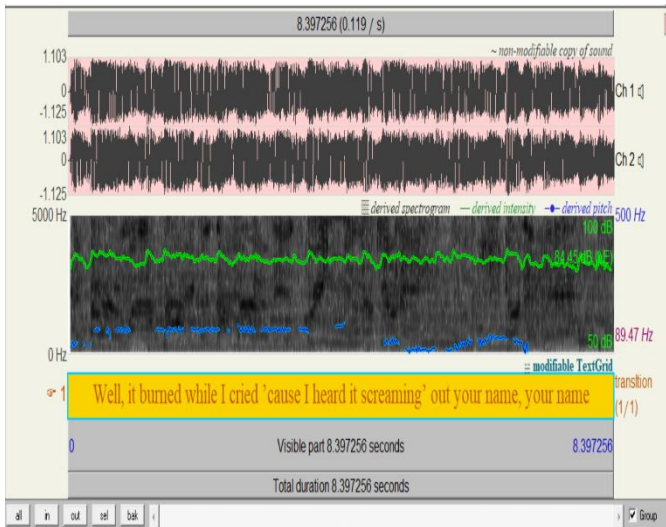 8.397256 (0.119 / s)
~ non-modifiable copy of sound
1.103
0
-1.125
Ch 1
1.103
0
-1.125
Ch 2
derived spectrogram — derived intensity derived pitch
5000 Hz
500 Hz
100 dB
84.45 dB (µE)
89.47 Hz
50 dB
0 Hz
modifiable TextGrid
1
Well, it burned while I cried ’cause I heard it screaming’ out your name, your name
transition
(1/1)
0
Visible part 8.397256 seconds
8.397256
Total duration 8.397256 seconds
all in out sel bak
Group